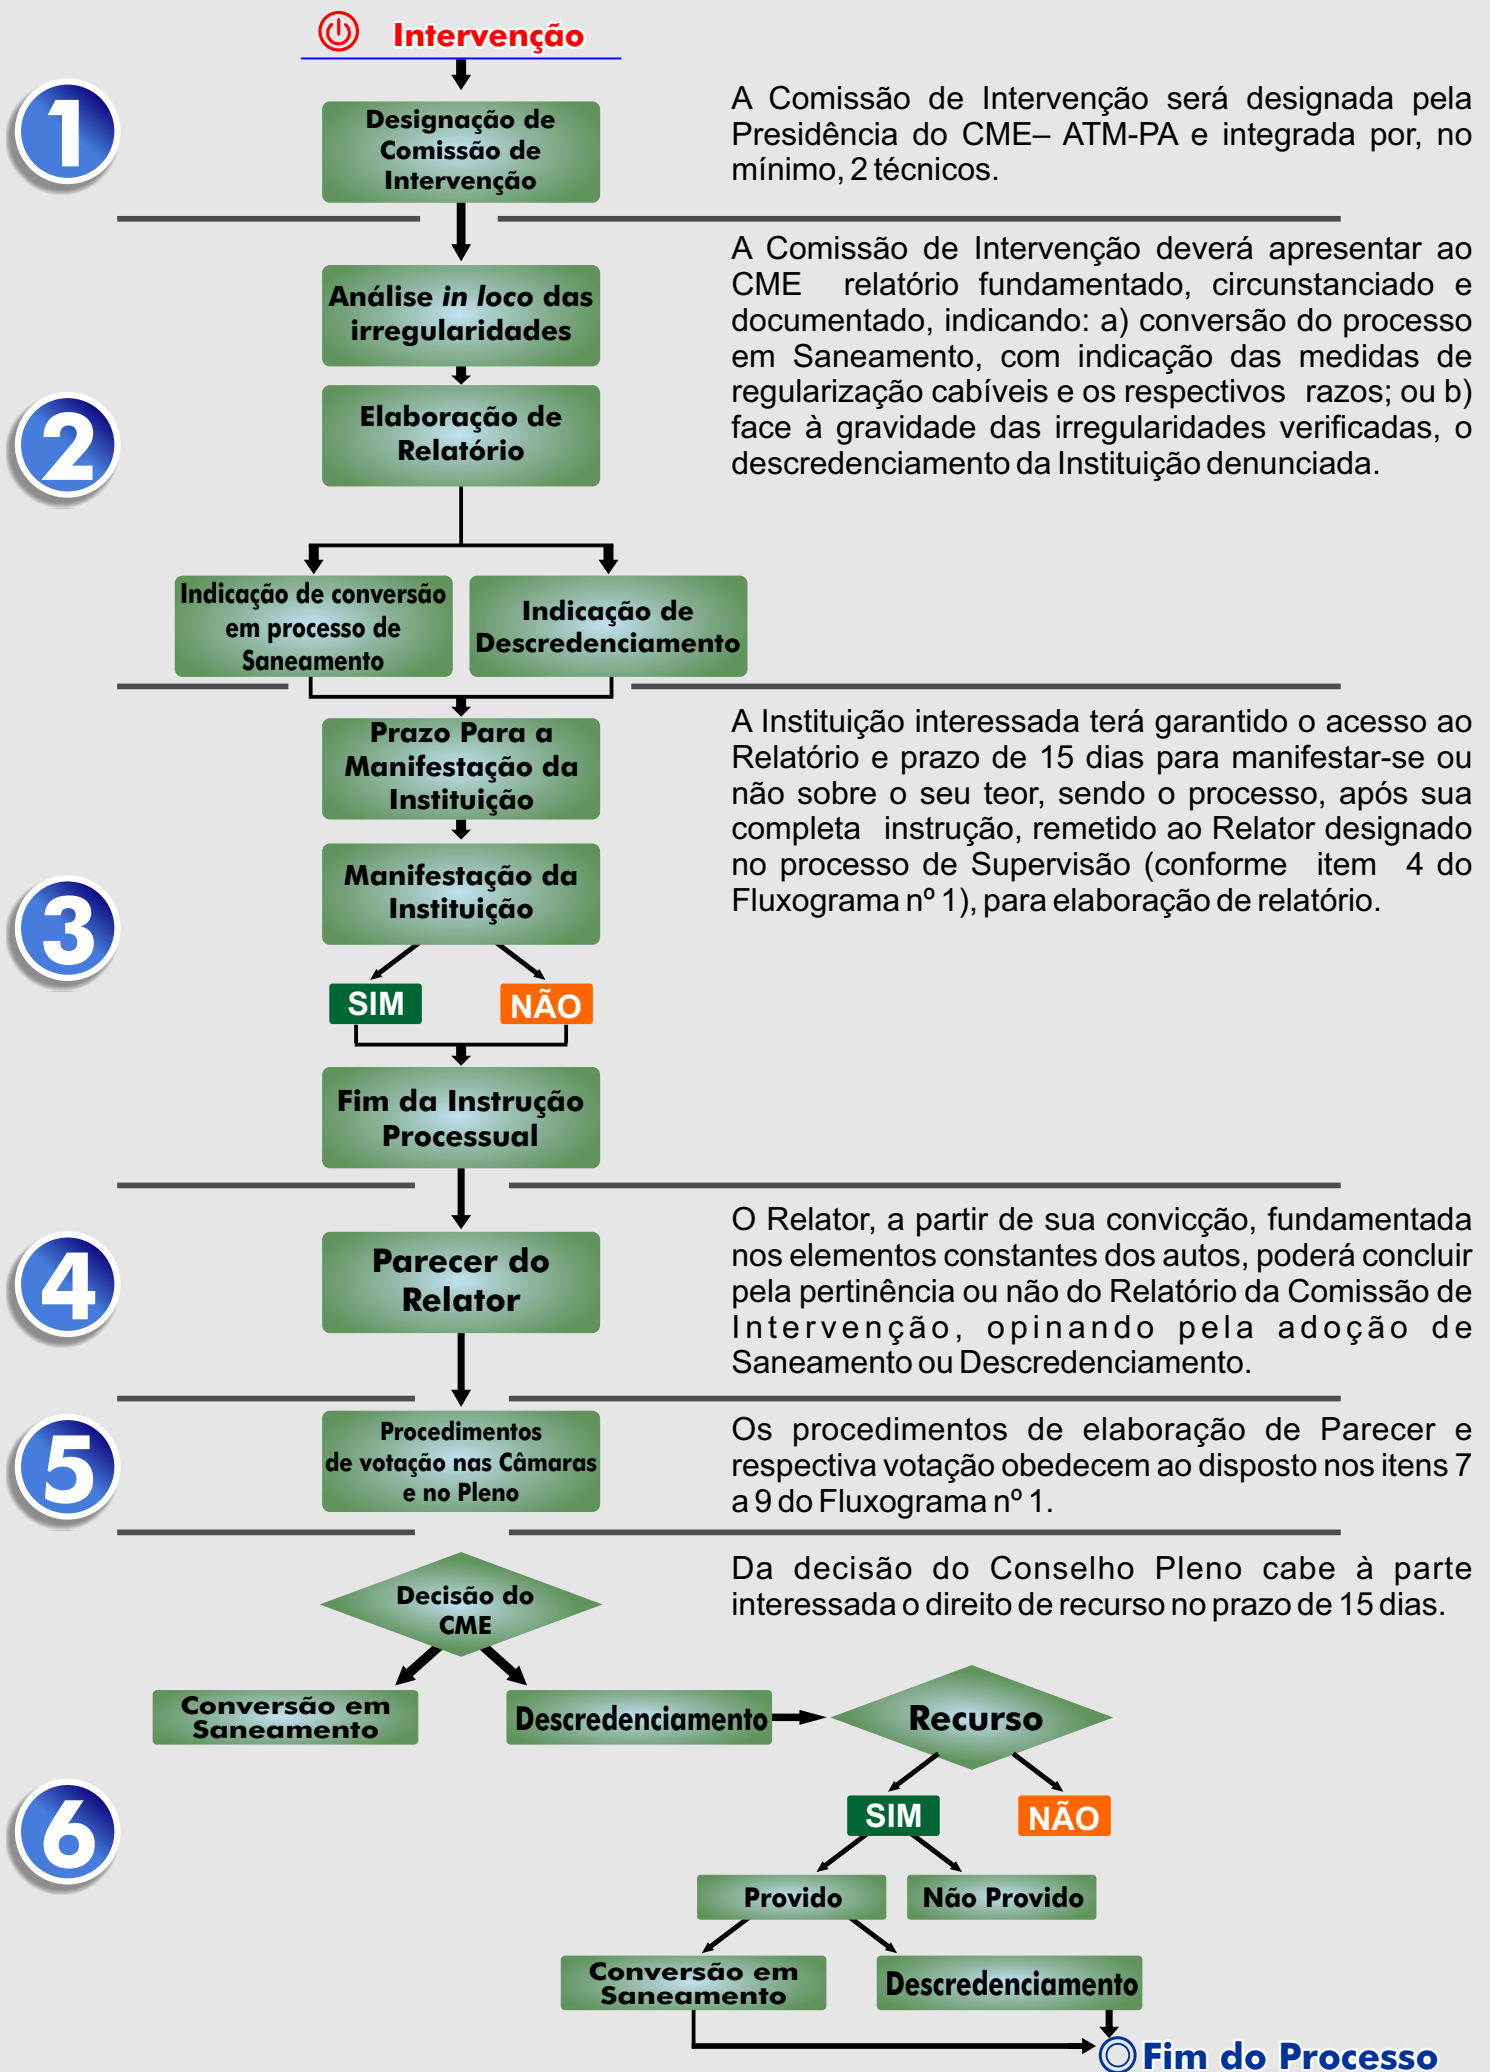 Intervenção
1
Designação de
Comissão de
Intervenção
A Comissão de Intervenção será designada pela
Presidência do CME– ATM-PA e integrada por, no
mínimo, 2 técnicos.
2
Análise in loco das
irregularidades
Elaboração de
Relatório
Indicação de conversão
em processo de
Saneamento
Indicação de
Descredenciamento
A Comissão de Intervenção deverá apresentar ao
CME relatório fundamentado, circunstanciado e
documentado, indicando: a) conversão do processo
em Saneamento, com indicação das medidas de
regularização cabíveis e os respectivos razos; ou b)
face à gravidade das irregularidades verificadas, o
descredenciamento da Instituição denunciada.
3
Prazo Para a
Manifestação da
Instituição
Manifestação da
Instituição
SIM
NÃO
Fim da Instrução
Processual
A Instituição interessada terá garantido o acesso ao
Relatório e prazo de 15 dias para manifestar-se ou
não sobre o seu teor, sendo o processo, após sua
completa instrução, remetido ao Relator designado
no processo de Supervisão (conforme item 4 do
Fluxograma nº 1), para elaboração de relatório.
4
Parecer do
Relator
O Relator, a partir de sua convicção, fundamentada
nos elementos constantes dos autos, poderá concluir
pela pertinência ou não do Relatório da Comissão de
Intervenção, opinando pela adoção de
Saneamento ou Descredenciamento.
5
Procedimentos
de votação nas Câmaras
e no Pleno
Os procedimentos de elaboração de Parecer e
respectiva votação obedecem ao disposto nos itens 7
a 9 do Fluxograma nº 1.
6
Decisão do
CME
Da decisão do Conselho Pleno cabe à parte
interessada o direito de recurso no prazo de 15 dias.
Conversão em
Saneamento
Descredenciamento
Recurso
SIM
NÃO
Provido
Não Provido
Conversão em
Saneamento
Descredenciamento
Fim do Processo